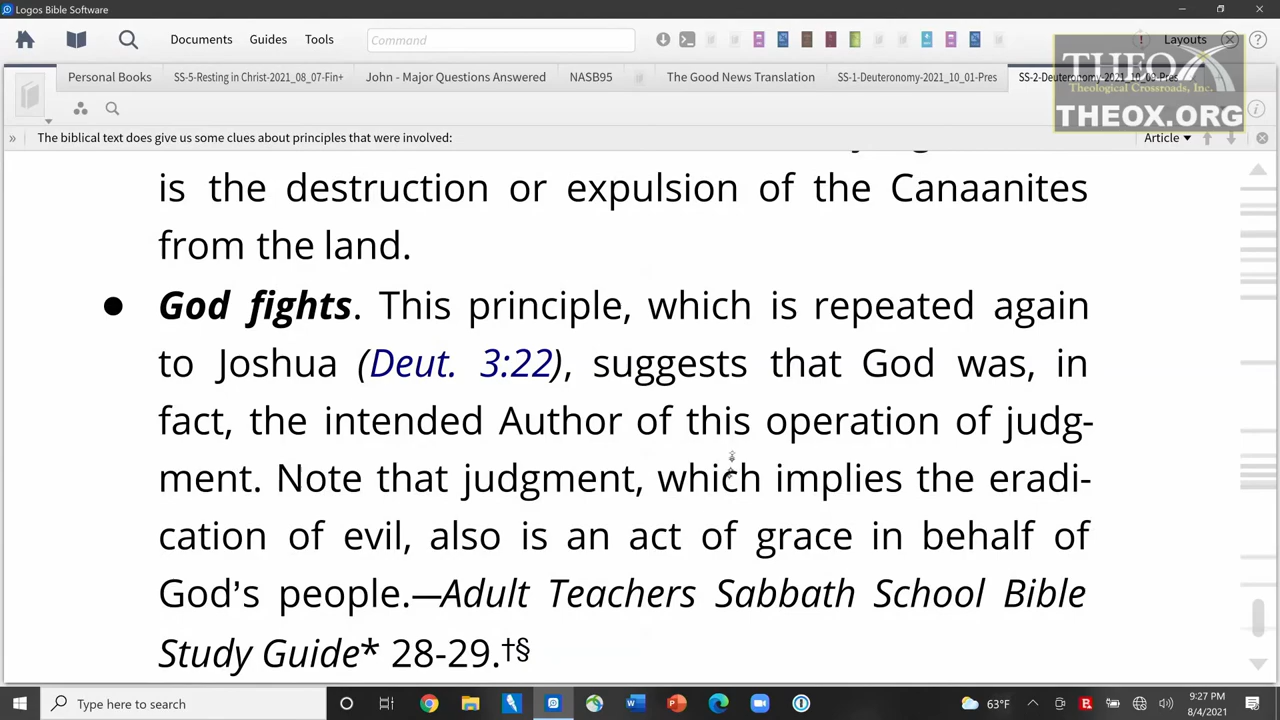 Logos Bible Software
Documents Guides Tools Command Layouts
THEOX
Theological Crossroads, Inc.
THEOX.ORG
Personal Books SS-5-Resting in Christ-2021_08_07-Fin+ John - Major Questions Answered NASB95 The Good News Translation SS-1-Deuteronomy-2021_10_01-Pres
» The biblical text does give us some clues about principles that were involved: Article
is the destruction or expulsion of the Canaanites
from the land.
● God fights. This principle, which is repeated again
to Joshua (Deut. 3:22), suggests that God was, in
fact, the intended Author of this operation of judg-
ment. Note that judgment, which implies the eradi-
cation of evil, also is an act of grace in behalf of
God's people.—Adult Teachers Sabbath School Bible
Study Guide* 28-29.†§
Type here to search 63°F 9:27 PM
8/4/2021